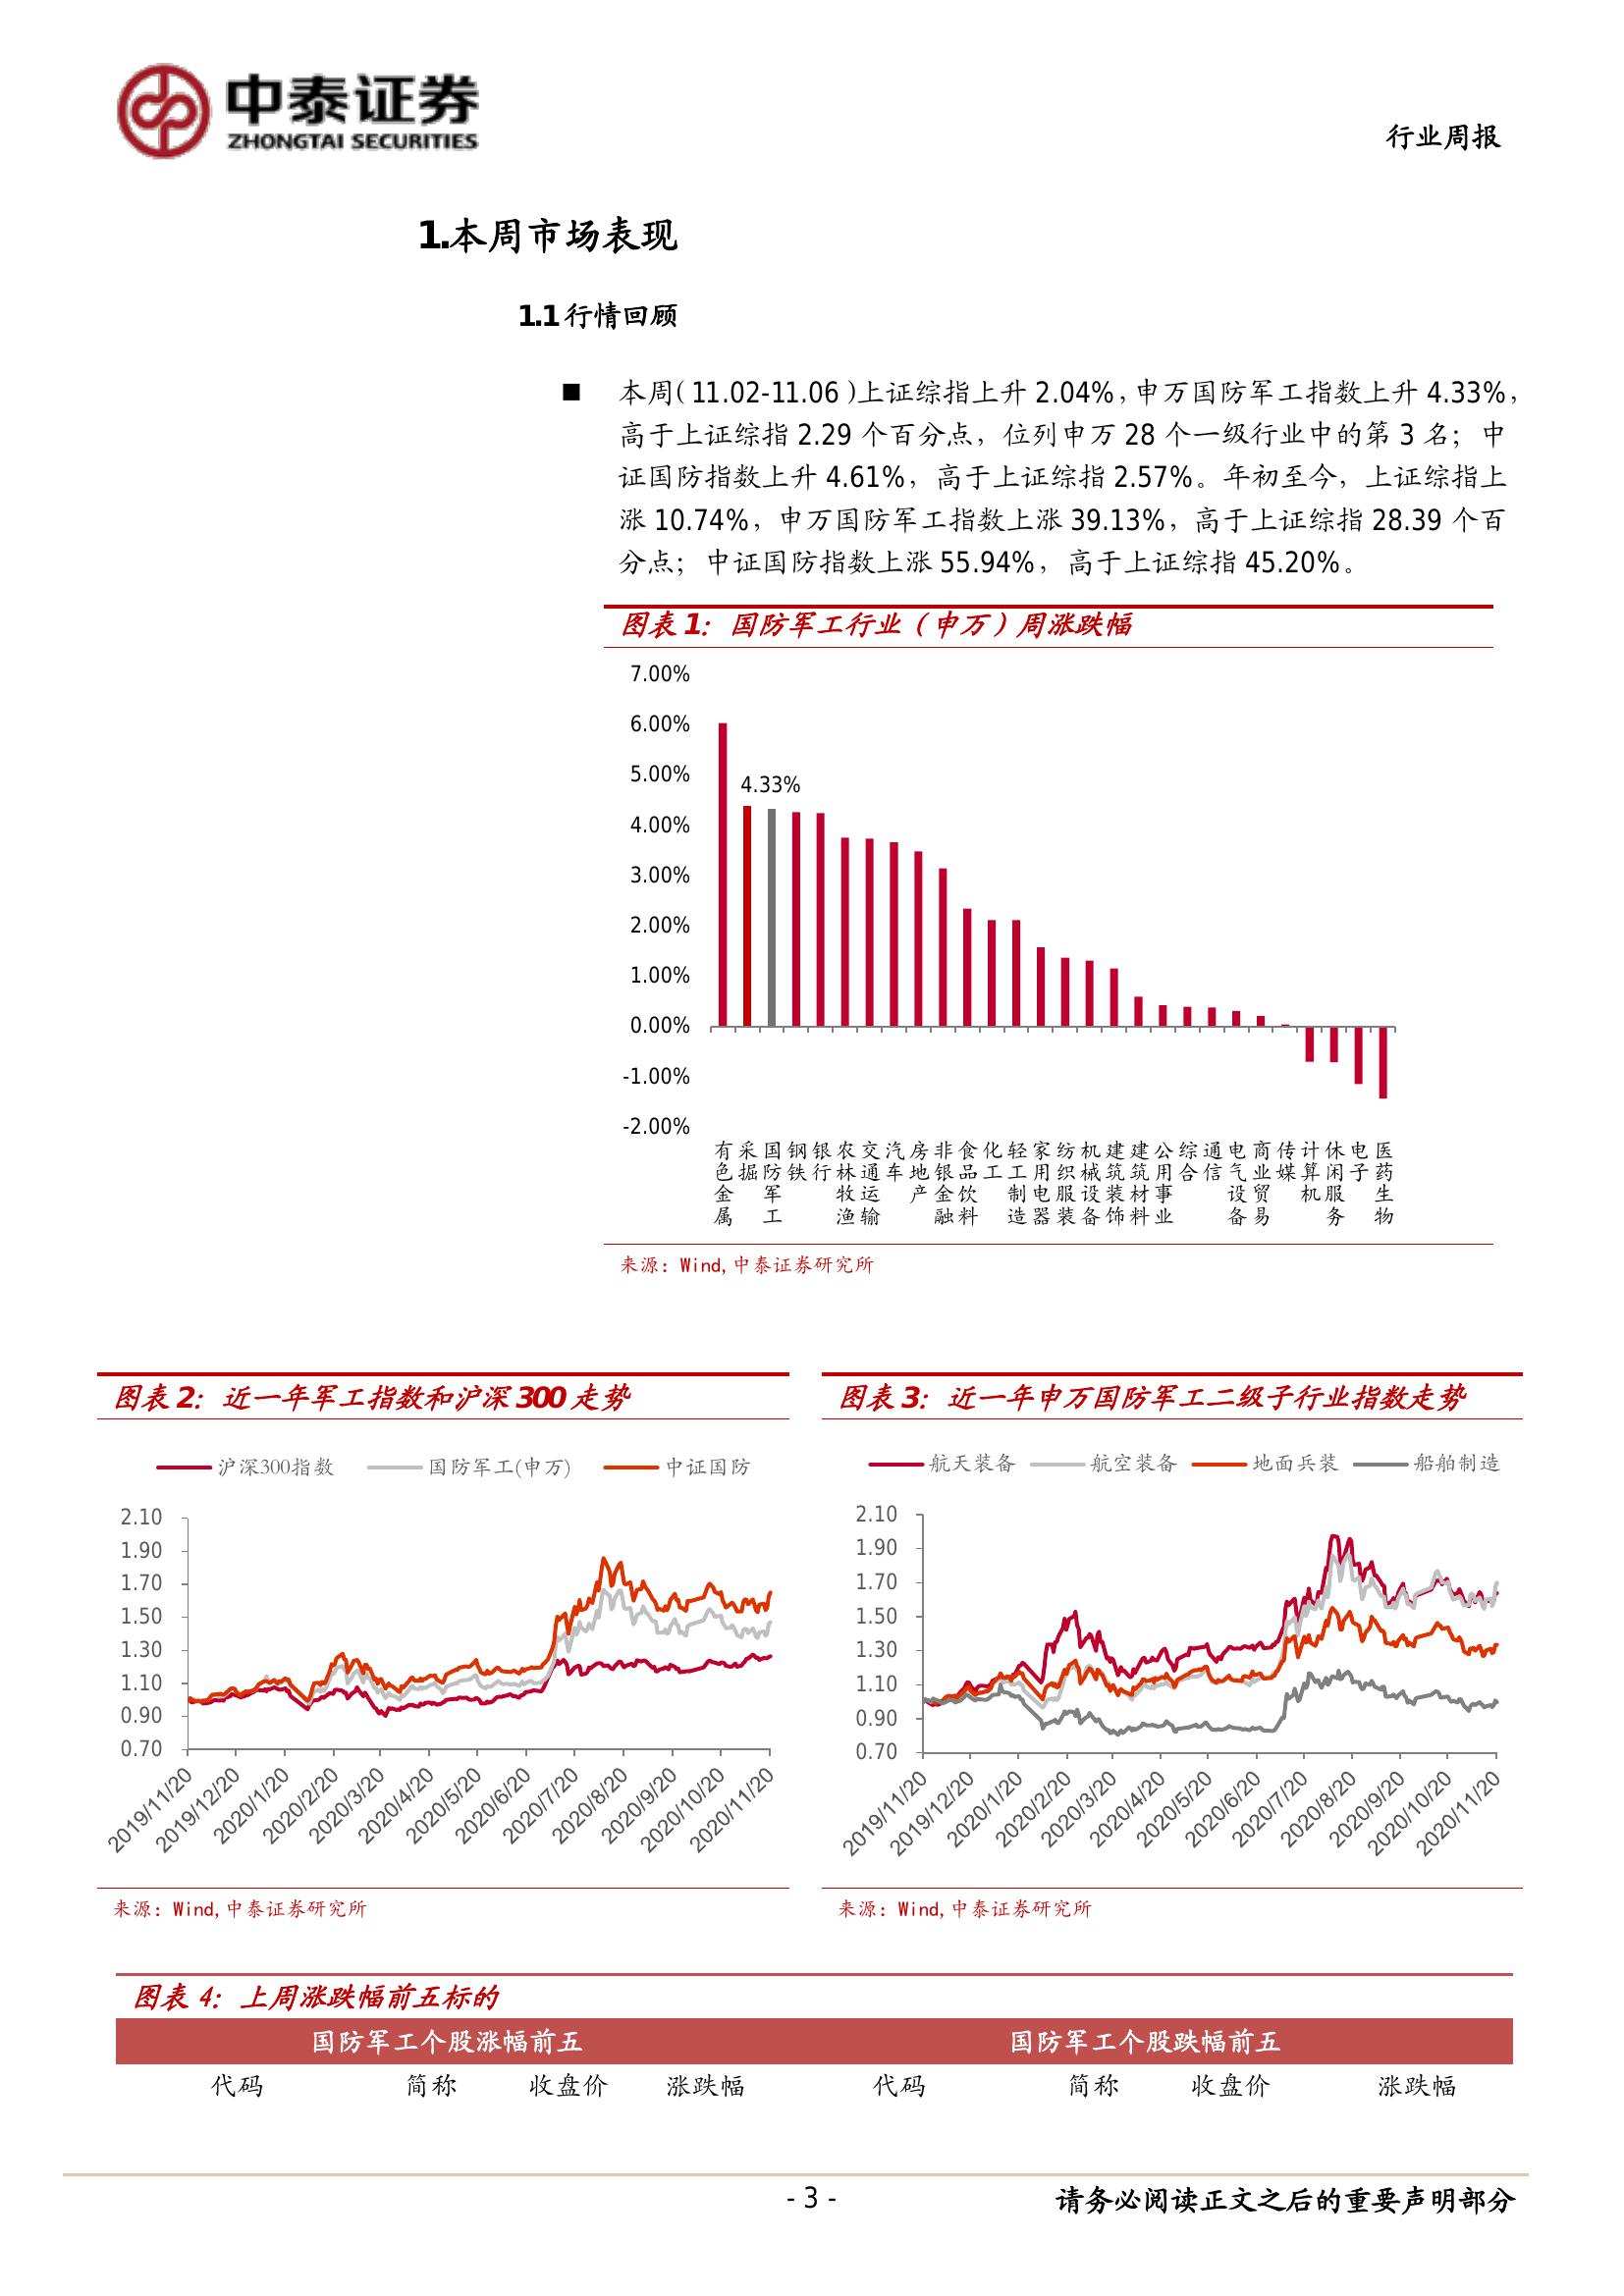 中泰证券
ZHONGTAI SECURITIES
行业周报
1.本周市场表现
1.1 行情回顾
■ 本周（11.02-11.06）上证综指上升 2.04%，申万国防军工指数上升 4.33%，
高于上证综指 2.29 个百分点，位列申万 28 个一级行业中的第 3 名；中
证国防指数上升 4.61%，高于上证综指 2.57%。年初至今，上证综指上
涨 10.74%，申万国防军工指数上涨 39.13%，高于上证综指 28.39 个百
分点；中证国防指数上涨 55.94%，高于上证综指 45.20%。
图表 1：国防军工行业（申万）周涨跌幅
7.00%
6.00%
5.00%
4.00%
3.00%
2.00%
1.00%
0.00%
-1.00%
-2.00%
4.33%
有色金属
采掘
国防军工
钢铁
银行
农林牧渔
交通运输
汽车
房地产
非银金融
食品饮料
化工
轻工制造
家用电器
纺织服装
机械设备
建筑装饰
建筑材料
公用事业
综合
通信
电气设备
商业贸易
传媒
计算机
休闲服务
电子
医药生物
来源：Wind,中泰证券研究所
图表 2：近一年军工指数和沪深 300 走势
沪深300指数 国防军工(申万) 中证国防
2.10
1.90
1.70
1.50
1.30
1.10
0.90
0.70
2019/11/20
2019/12/20
2020/1/20
2020/2/20
2020/3/20
2020/4/20
2020/5/20
2020/6/20
2020/7/20
2020/8/20
2020/9/20
2020/10/20
2020/11/20
来源：Wind,中泰证券研究所
图表 3：近一年申万国防军工二级子行业指数走势
航天装备 航空装备 地面兵装 船舶制造
2.10
1.90
1.70
1.50
1.30
1.10
0.90
0.70
2019/11/20
2019/12/20
2020/1/20
2020/2/20
2020/3/20
2020/4/20
2020/5/20
2020/6/20
2020/7/20
2020/8/20
2020/9/20
2020/10/20
2020/11/20
来源：Wind,中泰证券研究所
图表 4：上周涨跌幅前五标的
国防军工个股涨幅前五 国防军工个股跌幅前五
代码 简称 收盘价 涨跌幅 代码 简称 收盘价 涨跌幅
- 3 -
请务必阅读正文之后的重要声明部分